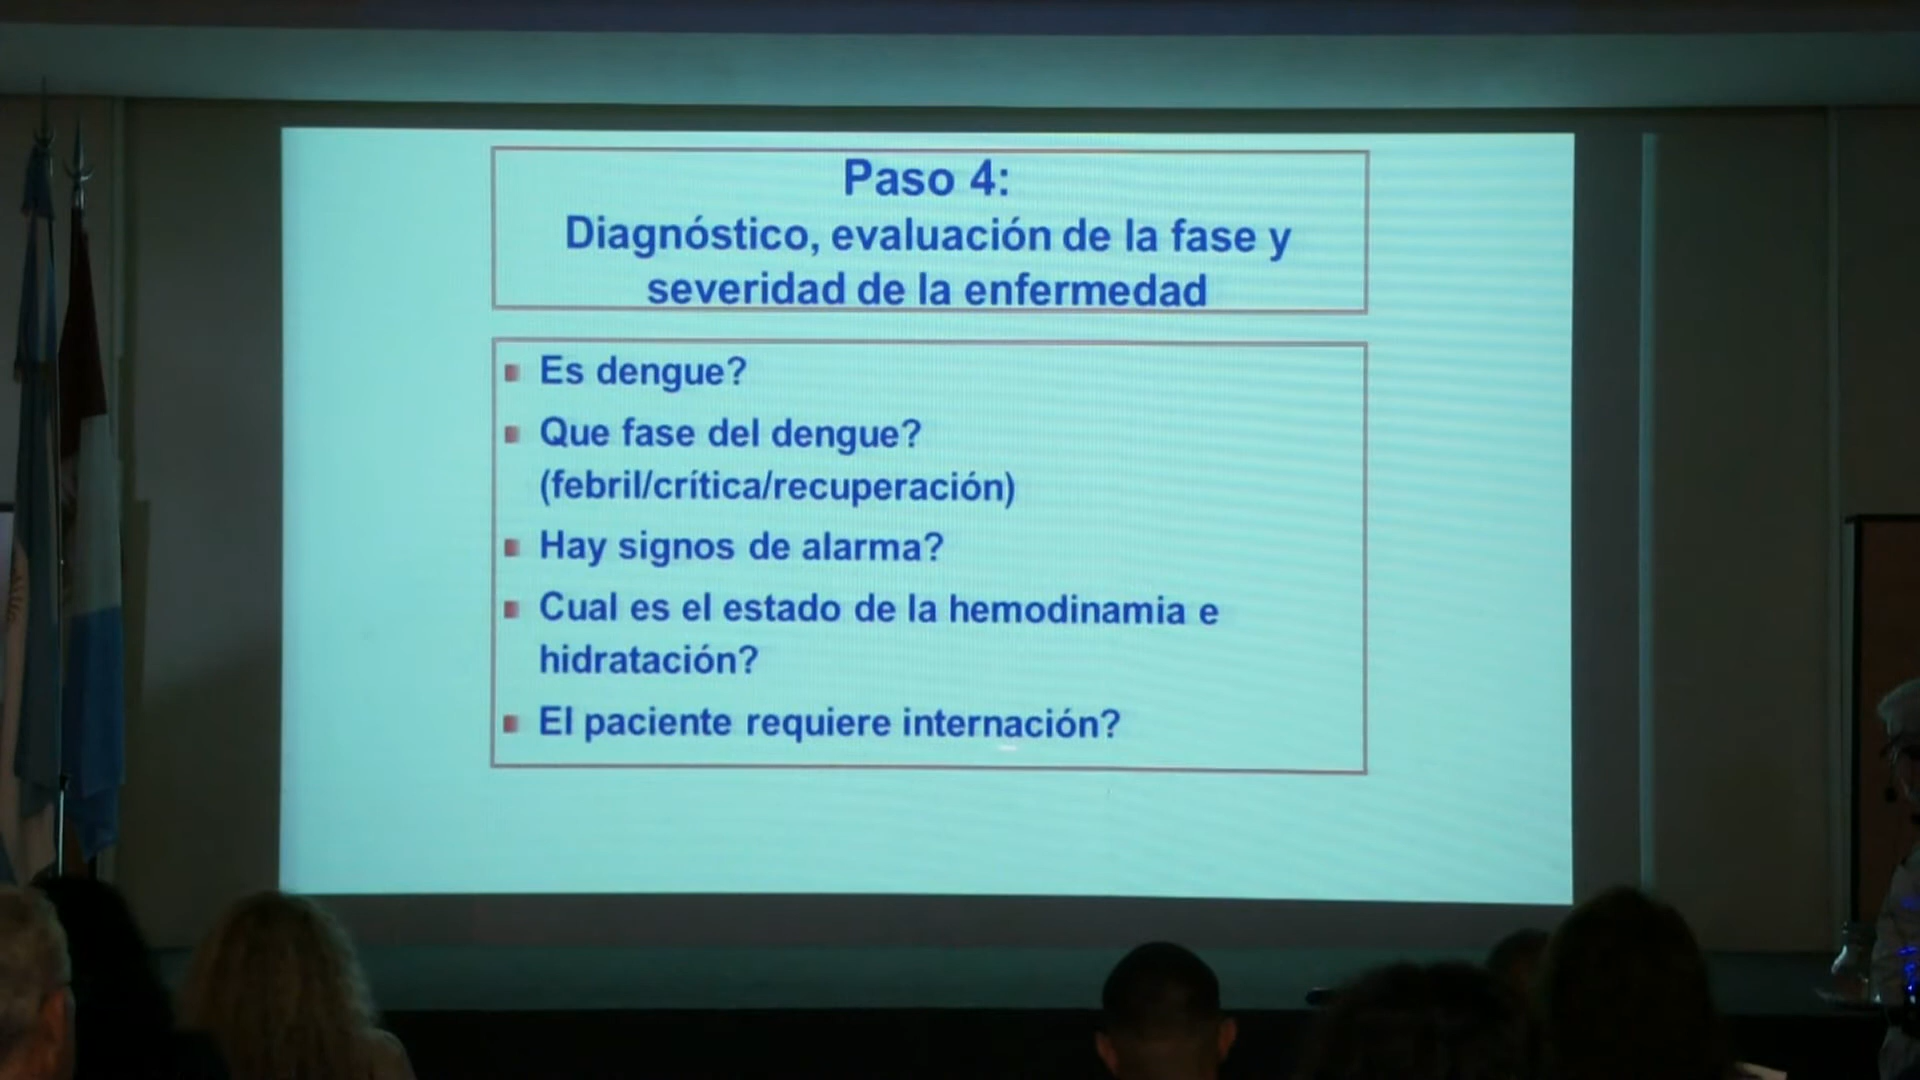 Paso 4:
Diagnóstico, evaluación de la fase y
severidad de la enfermedad
Es dengue?
Que fase del dengue?
(febril/crítica/recuperación)
Hay signos de alarma?
Cual es el estado de la hemodinamia e
hidratación?
El paciente requiere internación?